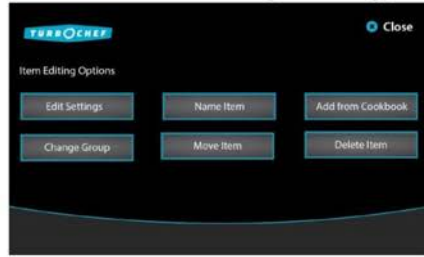 TURBOCHEF
Close
Item Editing Options
Edit Settings Name Item Add from Cookbook
Change Group Move Item Delete Item